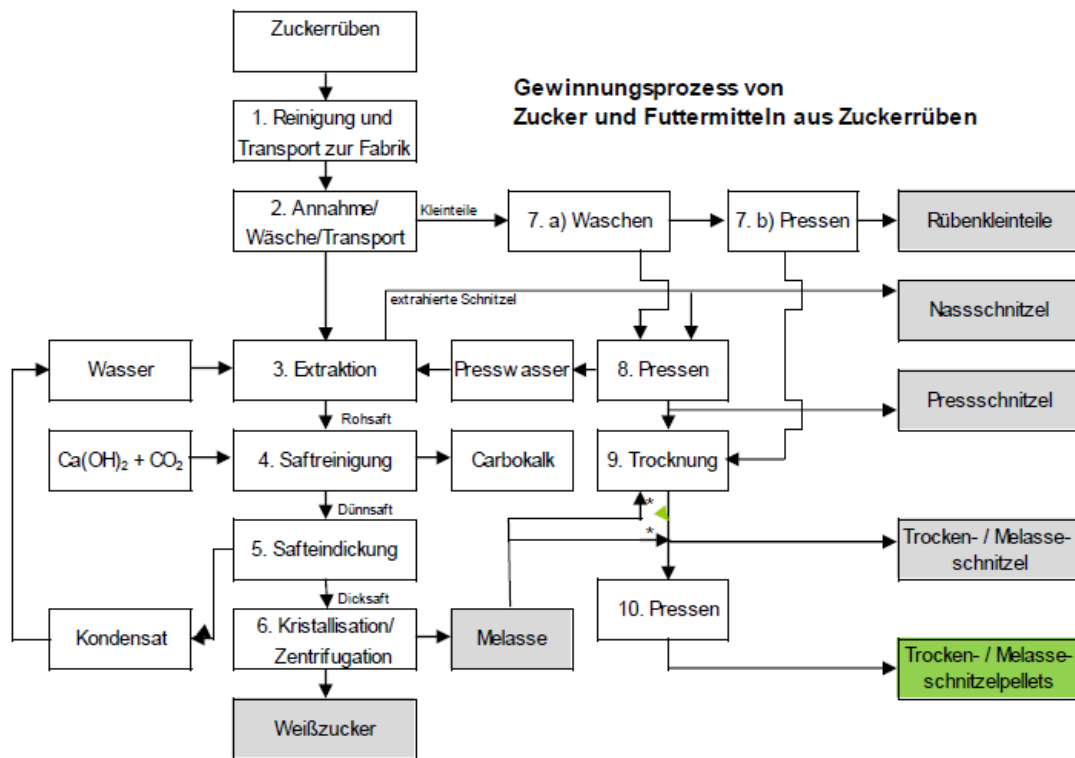 Zuckerrüben
Gewinnungsprozess von
Zucker und Futtermitteln aus Zuckerrüben
1. Reinigung und
Transport zur Fabrik
2. Annahme/
Wäsche/Transport
Kleinteile
7. a) Waschen
7. b) Pressen
Rübenkleinteile
extrahierte Schnitzel
Nassschnitzel
Wasser
3. Extraktion
Presswasser
8. Pressen
Pressschnitzel
Rohsaft
Ca(OH)₂ + CO₂
4. Saftreinigung
Carbokalk
9. Trocknung
Dünnsaft
*
*
5. Safteindickung
Trocken- / Melasse-
schnitzel
Dicksaft
Kondensat
6. Kristallisation/
Zentrifugation
Melasse
10. Pressen
Trocken- / Melasse-
schnitzelpellets
Weißzucker